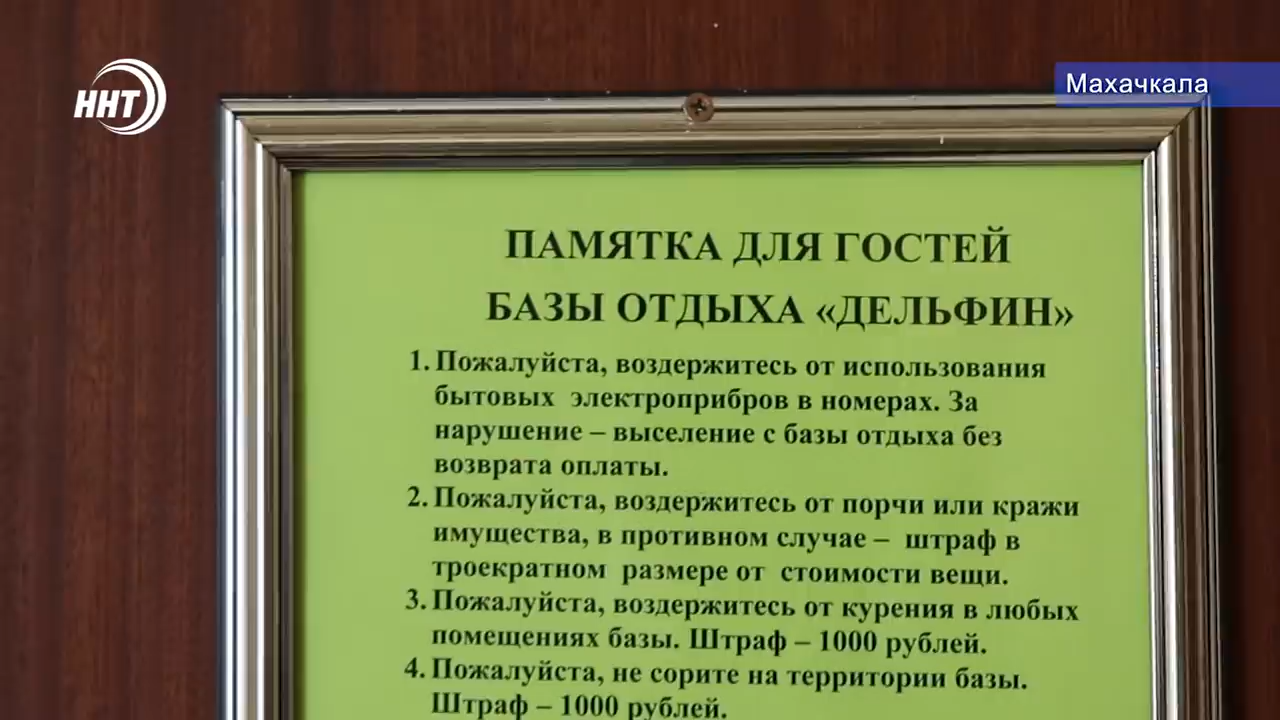 ННТ
Махачкала
ПАМЯТКА ДЛЯ ГОСТЕЙ
БАЗЫ ОТДЫХА «ДЕЛЬФИН»
1. Пожалуйста, воздержитесь от использования
бытовых электроприбров в номерах. За
нарушение – выселение с базы отдыха без
возврата оплаты.
2. Пожалуйста, воздержитесь от порчи или кражи
имущества, в противном случае – штраф в
троекратном размере от стоимости вещи.
3. Пожалуйста, воздержитесь от курения в любых
помещениях базы. Штраф – 1000 рублей.
4. Пожалуйста, не сорите на территории базы.
Штраф – 1000 рублей.